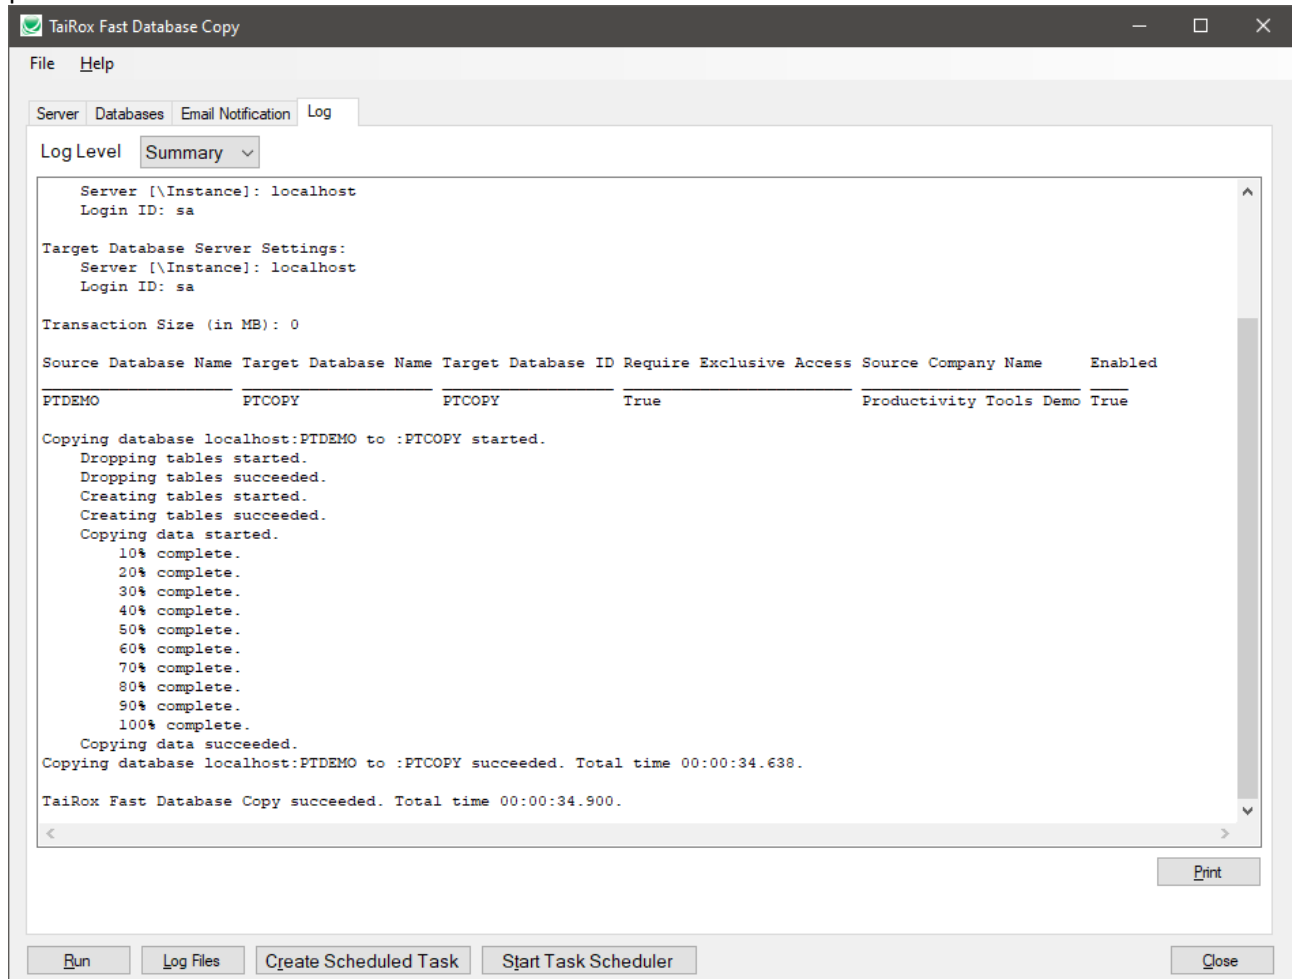 TaiRox Fast Database Copy
File Help
Server Databases Email Notification Log
Log Level Summary
Server [\Instance]: localhost
Login ID: sa
Target Database Server Settings:
Server [\Instance]: localhost
Login ID: sa
Transaction Size (in MB): 0
Source Database Name Target Database Name Target Database ID Require Exclusive Access Source Company Name Enabled
PTDEMO PTCOPY PTCOPY True Productivity Tools Demo True
Copying database localhost:PTDEMO to :PTCOPY started.
Dropping tables started.
Dropping tables succeeded.
Creating tables started.
Creating tables succeeded.
Copying data started.
10% complete.
20% complete.
30% complete.
40% complete.
50% complete.
60% complete.
70% complete.
80% complete.
90% complete.
100% complete.
Copying data succeeded.
Copying database localhost:PTDEMO to :PTCOPY succeeded. Total time 00:00:34.638.
TaiRox Fast Database Copy succeeded. Total time 00:00:34.900.
Print
Run Log Files Create Scheduled Task Start Task Scheduler Close